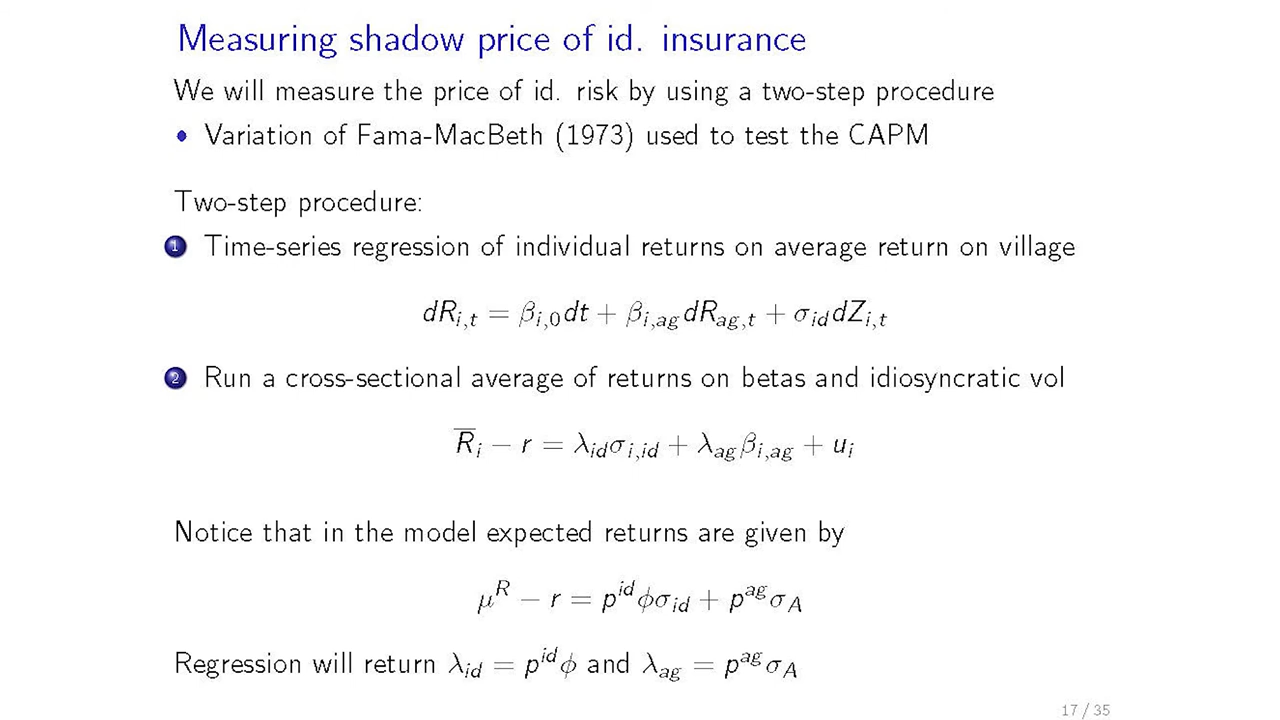 Measuring shadow price of id. insurance
We will measure the price of id. risk by using a two-step procedure
• Variation of Fama-MacBeth (1973) used to test the CAPM
Two-step procedure:
1 Time-series regression of individual returns on average return on village
dR_{i,t} = β_{i,0}dt + β_{i,ag}dR_{ag,t} + σ_{id}dZ_{i,t}
2 Run a cross-sectional average of returns on betas and idiosyncratic vol
R̅_i − r = λ_{id}σ_{i,id} + λ_{ag}β_{i,ag} + u_i
Notice that in the model expected returns are given by
μ^R − r = p^{id}ϕσ_{id} + p^{ag}σ_A
Regression will return λ_{id} = p^{id}ϕ and λ_{ag} = p^{ag}σ_A
17 / 35